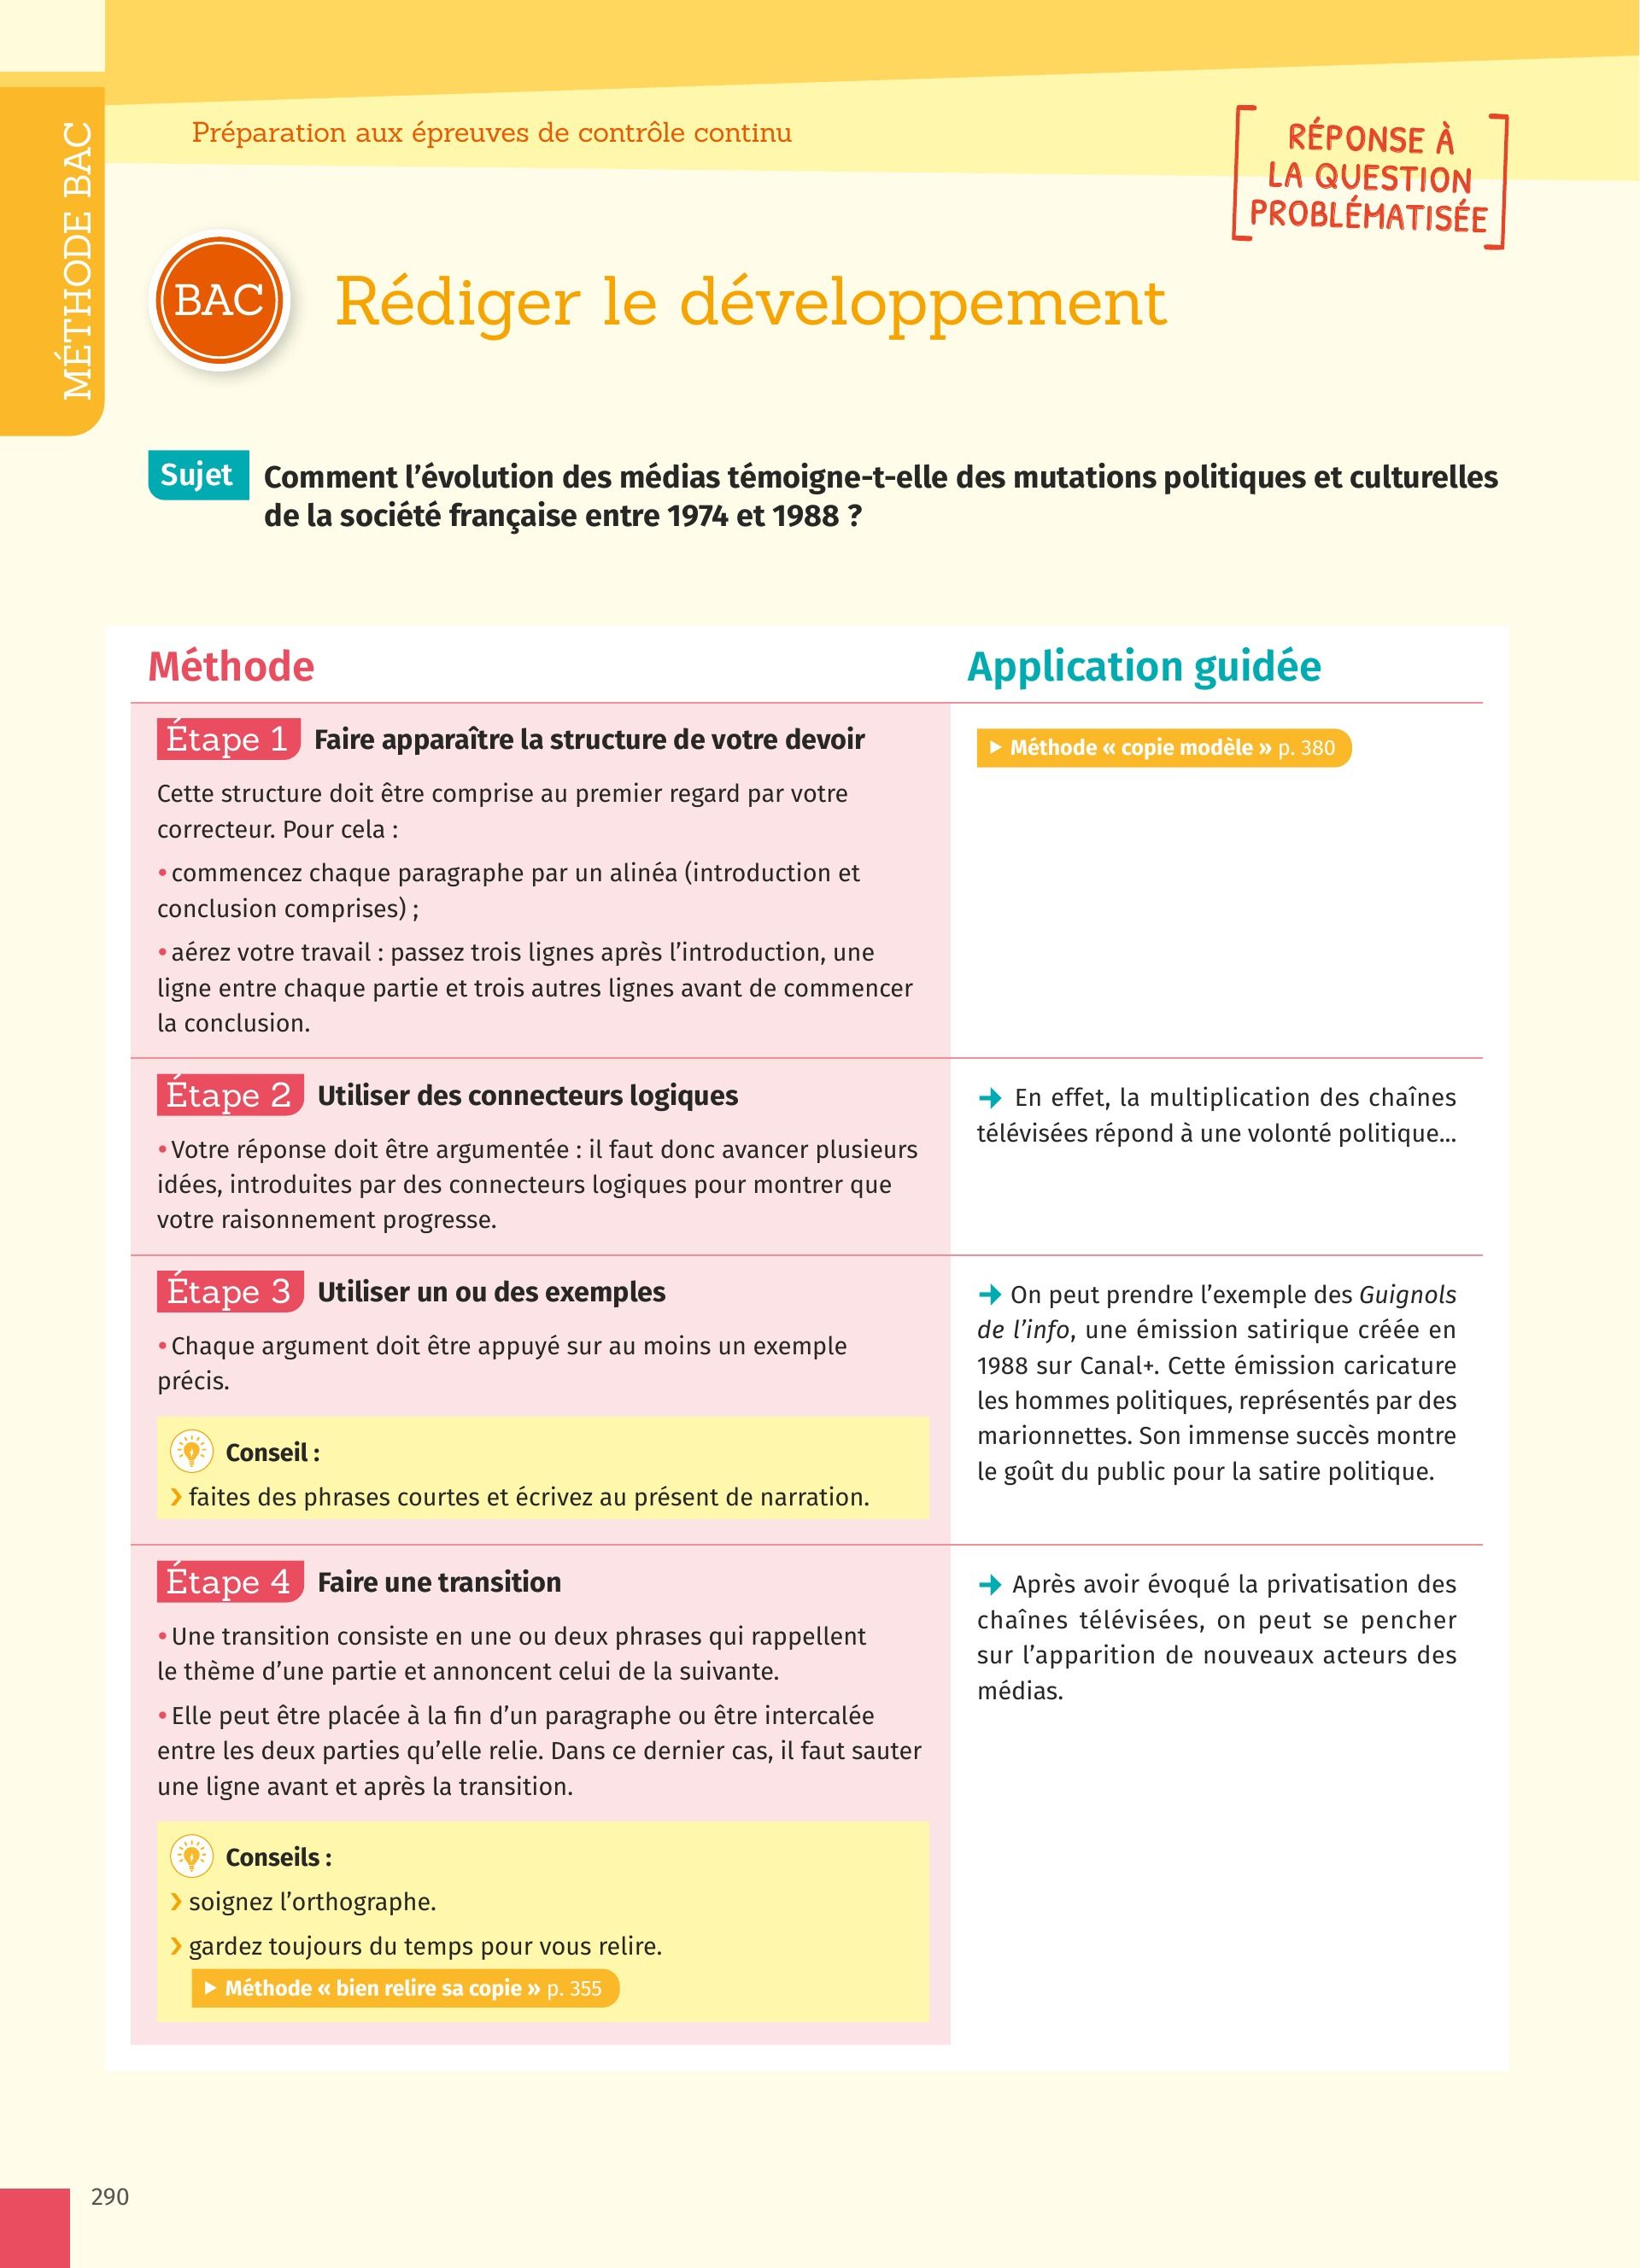 MÉTHODE BAC
Préparation aux épreuves de contrôle continu
RÉPONSE À
LA QUESTION
PROBLÉMATISÉE
BAC
Rédiger le développement
Sujet
Comment l’évolution des médias témoigne-t-elle des mutations politiques et culturelles
de la société française entre 1974 et 1988 ?
Méthode
Application guidée
Étape 1 Faire apparaître la structure de votre devoir
Cette structure doit être comprise au premier regard par votre
correcteur. Pour cela :
• commencez chaque paragraphe par un alinéa (introduction et
conclusion comprises) ;
• aérez votre travail : passez trois lignes après l’introduction, une
ligne entre chaque partie et trois autres lignes avant de commencer
la conclusion.
▶ Méthode « copie modèle » p. 380
Étape 2 Utiliser des connecteurs logiques
• Votre réponse doit être argumentée : il faut donc avancer plusieurs
idées, introduites par des connecteurs logiques pour montrer que
votre raisonnement progresse.
➔ En effet, la multiplication des chaînes
télévisées répond à une volonté politique...
Étape 3 Utiliser un ou des exemples
• Chaque argument doit être appuyé sur au moins un exemple
précis.
Conseil :
❯ faites des phrases courtes et écrivez au présent de narration.
➔ On peut prendre l’exemple des Guignols
de l’info, une émission satirique créée en
1988 sur Canal+. Cette émission caricature
les hommes politiques, représentés par des
marionnettes. Son immense succès montre
le goût du public pour la satire politique.
Étape 4 Faire une transition
• Une transition consiste en une ou deux phrases qui rappellent
le thème d’une partie et annoncent celui de la suivante.
• Elle peut être placée à la fin d’un paragraphe ou être intercalée
entre les deux parties qu’elle relie. Dans ce dernier cas, il faut sauter
une ligne avant et après la transition.
Conseils :
❯ soignez l’orthographe.
❯ gardez toujours du temps pour vous relire.
▶ Méthode « bien relire sa copie » p. 355
➔ Après avoir évoqué la privatisation des
chaînes télévisées, on peut se pencher
sur l’apparition de nouveaux acteurs des
médias.
290